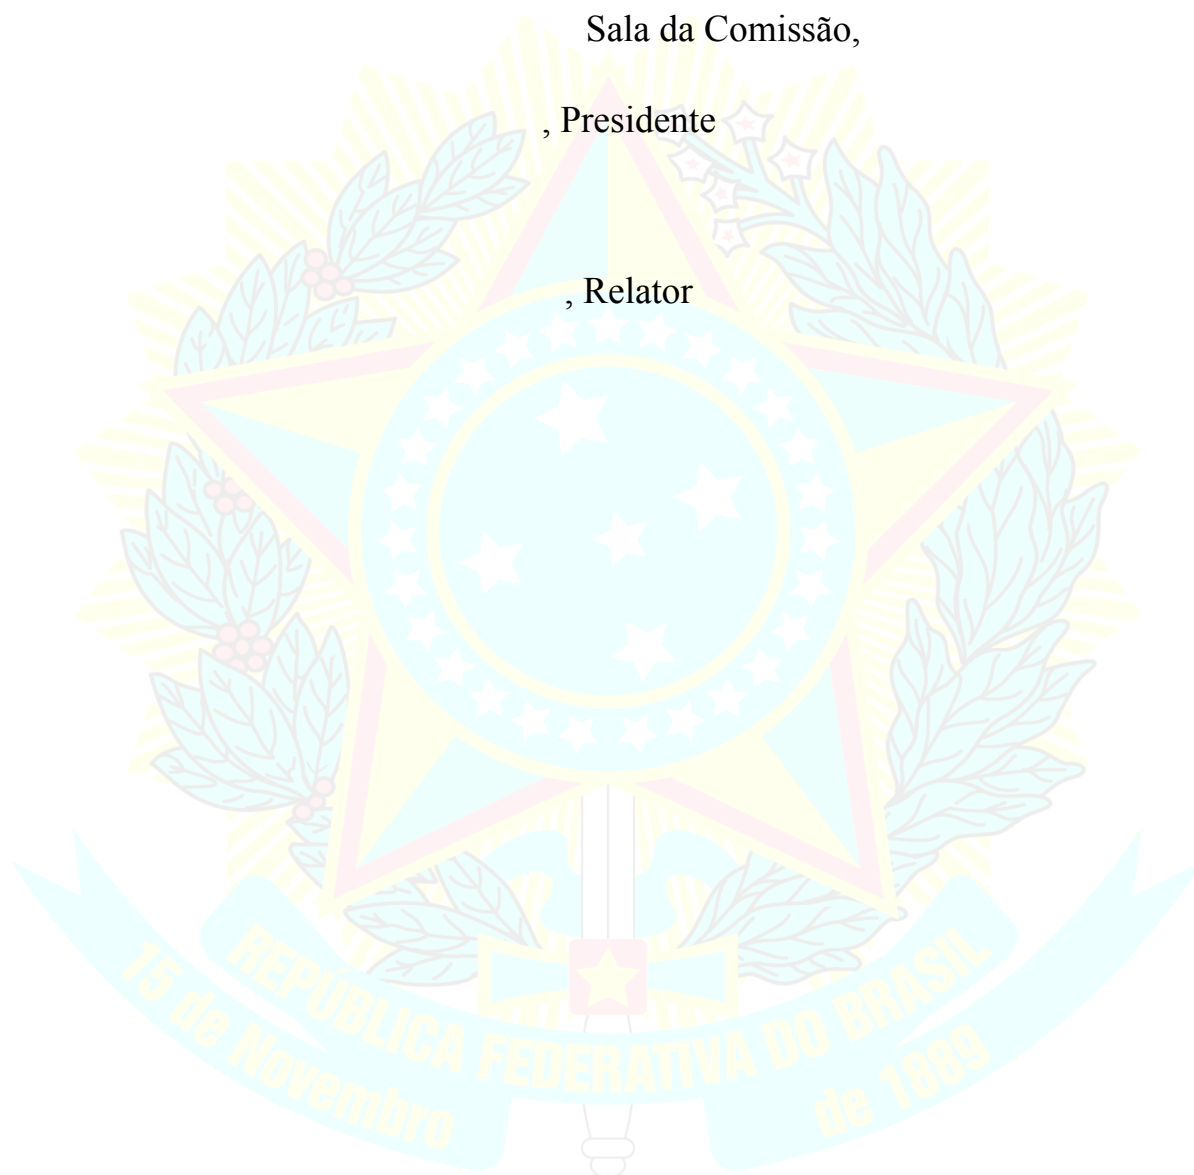 Sala da Comissão,
, Presidente
, Relator
REPÚBLICA FEDERATIVA DO BRASIL
15 de Novembro
de 1889